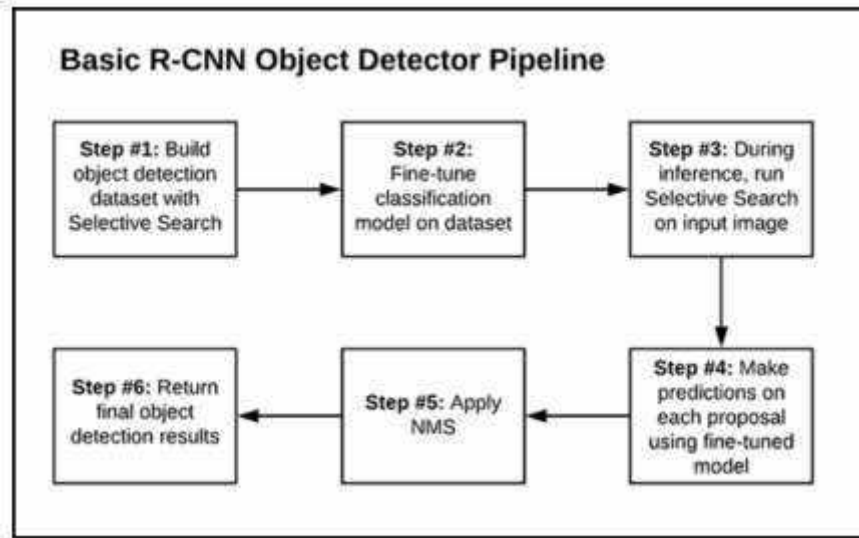 Basic R-CNN Object Detector Pipeline
Step #1: Build
object detection
dataset with
Selective Search
Step #2:
Fine-tune
classification
model on dataset
Step #3: During
inference, run
Selective Search
on input image
Step #4: Make
predictions on
each proposal
using fine-tuned
model
Step #5: Apply
NMS
Step #6: Return
final object
detection results